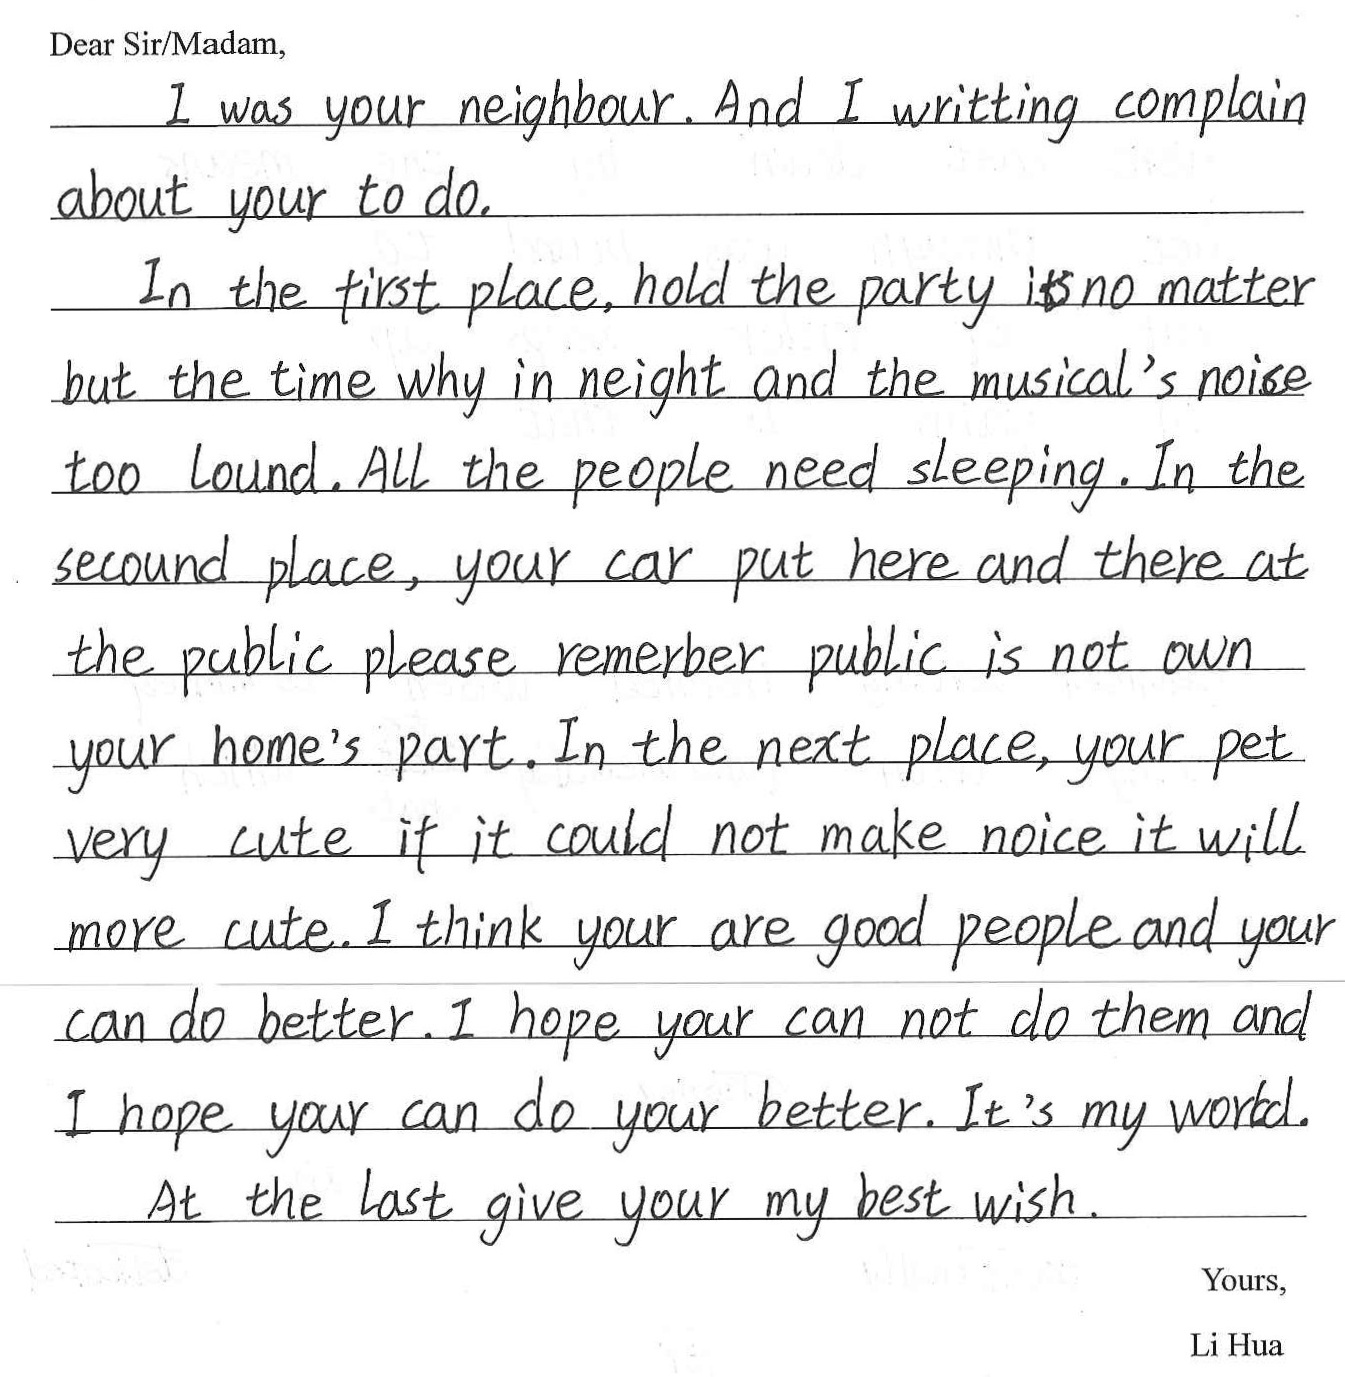 Dear Sir/Madam,
I was your neighbour. And I writting complain
about your to do.
In the first place, hold the party is no matter
but the time why in neight and the musical's noise
too lound. All the people need sleeping. In the
secound place, your car put here and there at
the public please remerber public is not own
your home's part. In the next place, your pet
very cute if it could not make noice it will
more cute. I think your are good people and your
can do better. I hope your can not do them and
I hope your can do your better. It's my world.
At the last give your my best wish.
Yours,
Li Hua